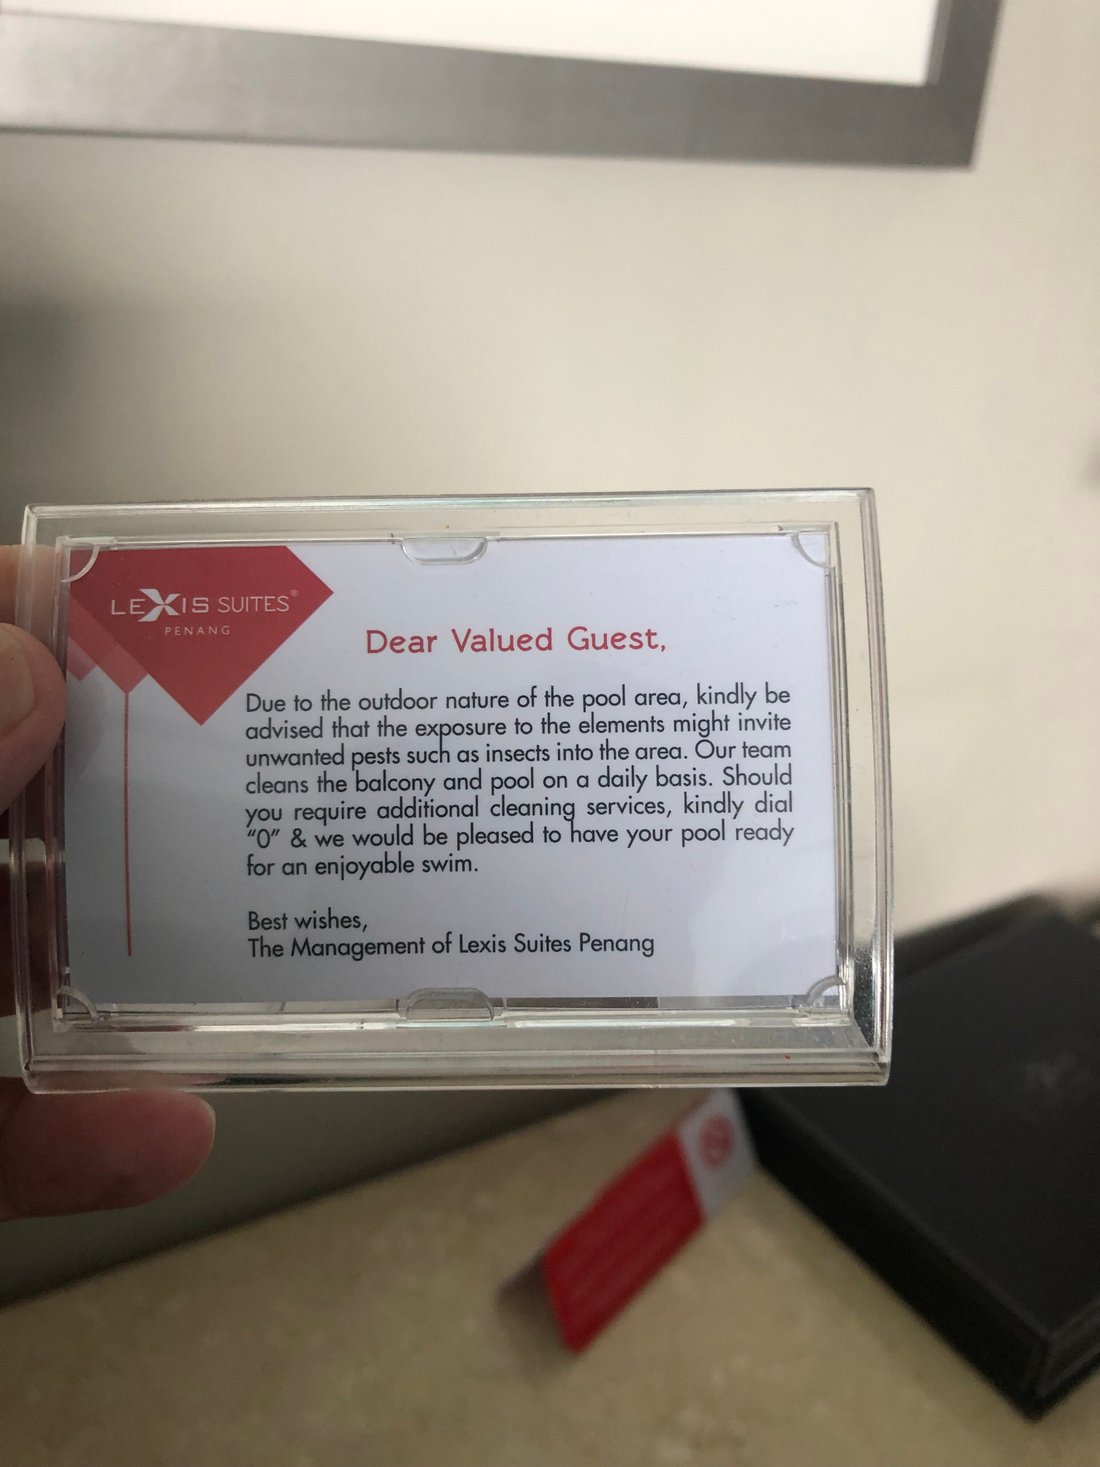 LEXIS SUITES®
PENANG
Dear Valued Guest,
Due to the outdoor nature of the pool area, kindly be
advised that the exposure to the elements might invite
unwanted pests such as insects into the area. Our team
cleans the balcony and pool on a daily basis. Should
you require additional cleaning services, kindly dial
“0” & we would be pleased to have your pool ready
for an enjoyable swim.
Best wishes,
The Management of Lexis Suites Penang